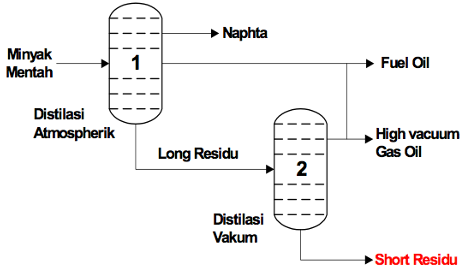 Naphta
Minyak
Mentah
1
Fuel Oil
Distilasi
Atmospherik
High vacuum
Gas Oil
Long Residu
2
Distilasi
Vakum
Short Residu